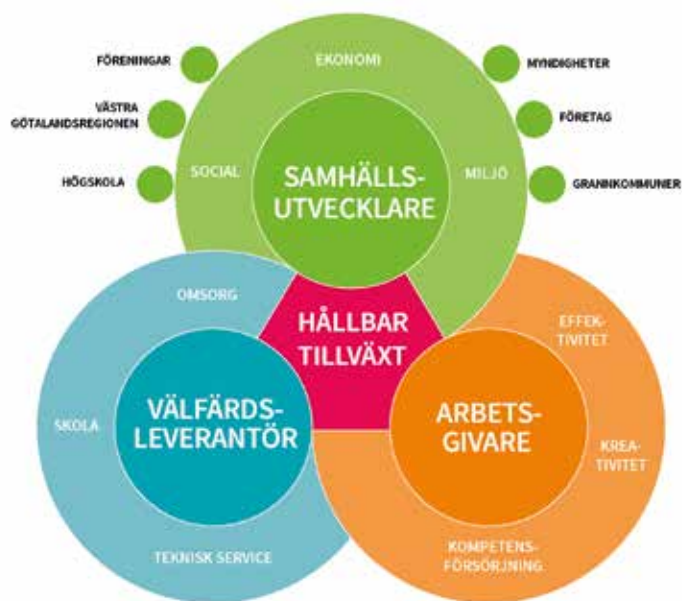 EKONOMI
FÖRENINGAR
MYNDIGHETER
VÄSTRA
GÖTALANDSREGIONEN
FÖRETAG
HÖGSKOLA
SOCIAL
SAMHÄLLS-
UTVECKLARE
MILJÖ
GRANNKOMMUNER
OMSORG
HÅLLBAR
TILLVÄXT
EFFEK-
TIVITET
SKOLA
VÄLFÄRDS-
LEVERANTÖR
ARBETS-
GIVARE
KREA-
TIVITET
TEKNISK SERVICE
KOMPETENS-
FÖRSÖRJNING